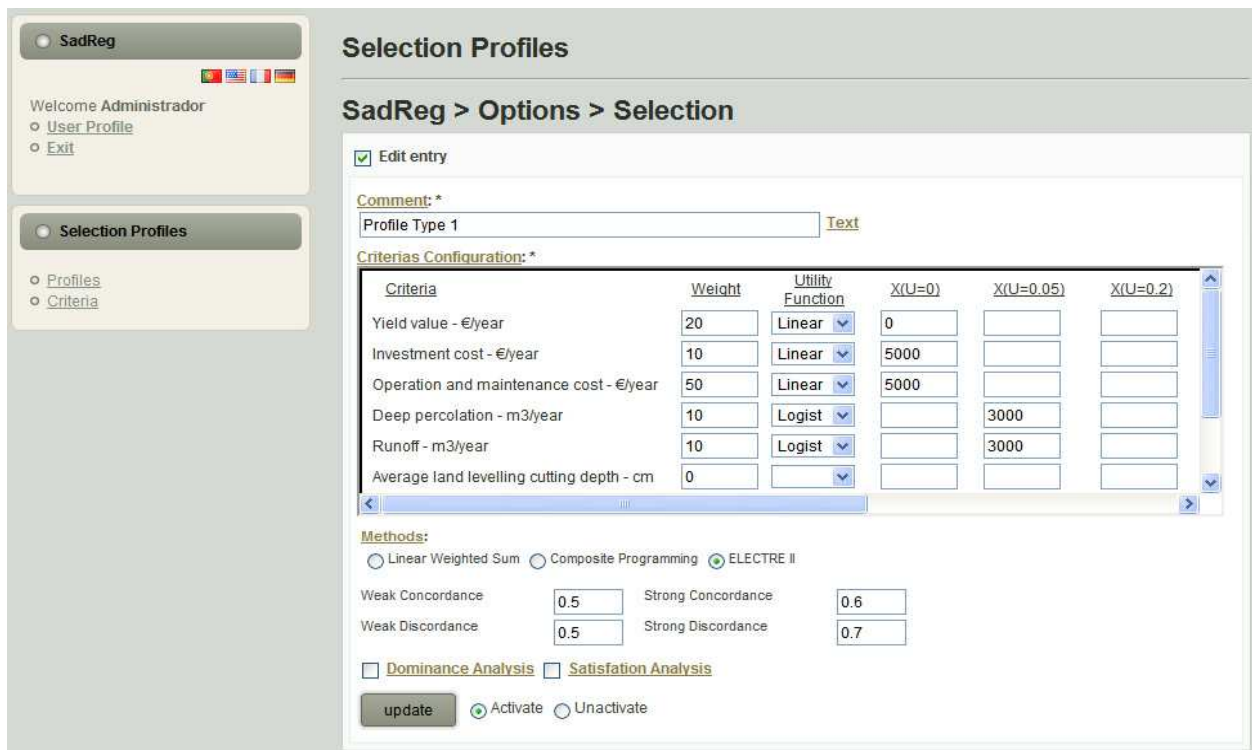 SadReg
Welcome Administrador
User Profile
Exit
Selection Profiles
Profiles
Criteria
Selection Profiles
SadReg > Options > Selection
Edit entry
Comment: *
Profile Type 1 Text
Criterias Configuration: *
Criteria Weight Utility Function X(U=0) X(U=0.05) X(U=0.2)
Yield value - €/year 20 Linear 0
Investment cost - €/year 10 Linear 5000
Operation and maintenance cost - €/year 50 Linear 5000
Deep percolation - m3/year 10 Logist 3000
Runoff - m3/year 10 Logist 3000
Average land levelling cutting depth - cm 0
Methods:
Linear Weighted Sum Composite Programming ELECTRE II
Weak Concordance 0.5 Strong Concordance 0.6
Weak Discordance 0.5 Strong Discordance 0.7
Dominance Analysis Satisfation Analysis
update Activate Unactivate